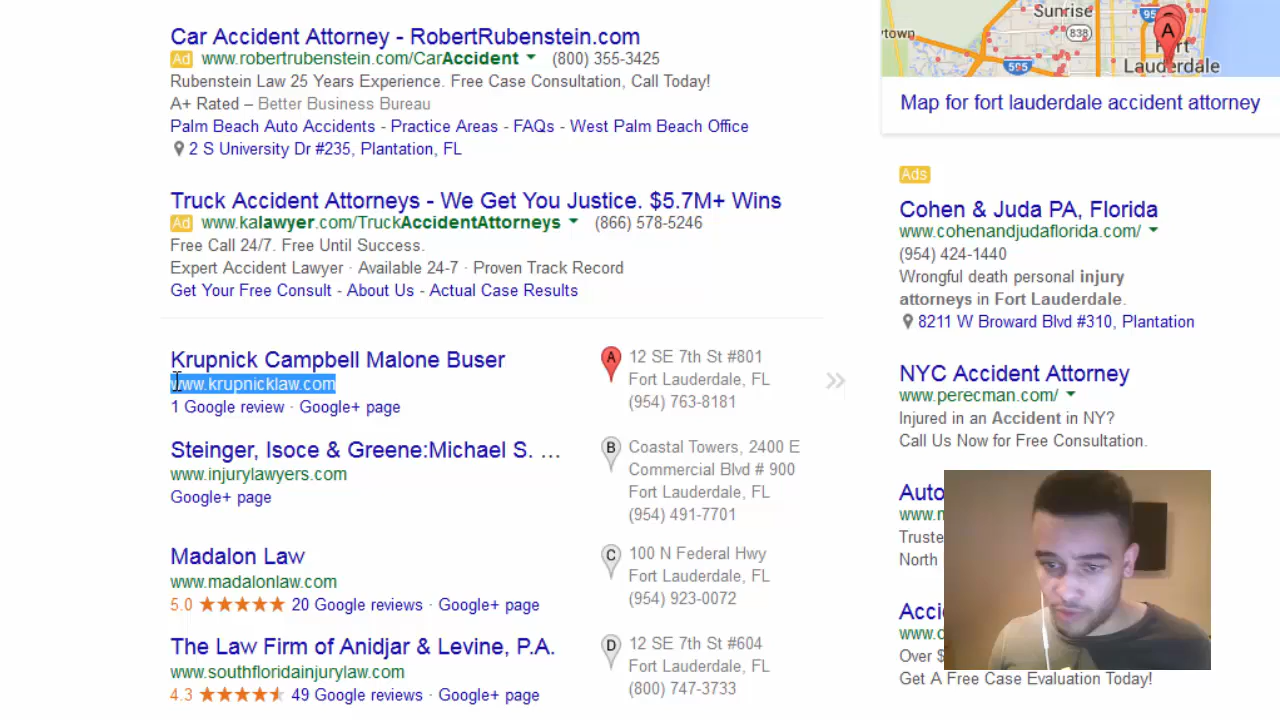 Car Accident Attorney - RobertRubenstein.com
Ad www.robertrubenstein.com/CarAccident (800) 355-3425
Rubenstein Law 25 Years Experience. Free Case Consultation, Call Today!
A+ Rated – Better Business Bureau
Palm Beach Auto Accidents - Practice Areas - FAQs - West Palm Beach Office
2 S University Dr #235, Plantation, FL
Truck Accident Attorneys - We Get You Justice. $5.7M+ Wins
Ad www.kalawyer.com/TruckAccidentAttorneys (866) 578-5246
Free Call 24/7. Free Until Success.
Expert Accident Lawyer · Available 24-7 · Proven Track Record
Get Your Free Consult - About Us - Actual Case Results
Krupnick Campbell Malone Buser
www.krupnicklaw.com
1 Google review · Google+ page
A 12 SE 7th St #801
Fort Lauderdale, FL
(954) 763-8181
Steinger, Isoce & Greene:Michael S. ...
www.injurylawyers.com
Google+ page
B Coastal Towers, 2400 E
Commercial Blvd # 900
Fort Lauderdale, FL
(954) 491-7701
Madalon Law
www.madalonlaw.com
5.0 20 Google reviews · Google+ page
C 100 N Federal Hwy
Fort Lauderdale, FL
(954) 923-0072
The Law Firm of Anidjar & Levine, P.A.
www.southfloridainjurylaw.com
4.3 49 Google reviews · Google+ page
D 12 SE 7th St #604
Fort Lauderdale, FL
(800) 747-3733
Sunrise
95
838
A
Fort
595
Lauderdale
Map for fort lauderdale accident attorney
Ads
Cohen & Juda PA, Florida
www.cohenandjudaflorida.com/
(954) 424-1440
Wrongful death personal injury
attorneys in Fort Lauderdale.
8211 W Broward Blvd #310, Plantation
NYC Accident Attorney
www.perecman.com/
Injured in an Accident in NY?
Call Us Now for Free Consultation.
North
Over $
Get A Free Case Evaluation Today!